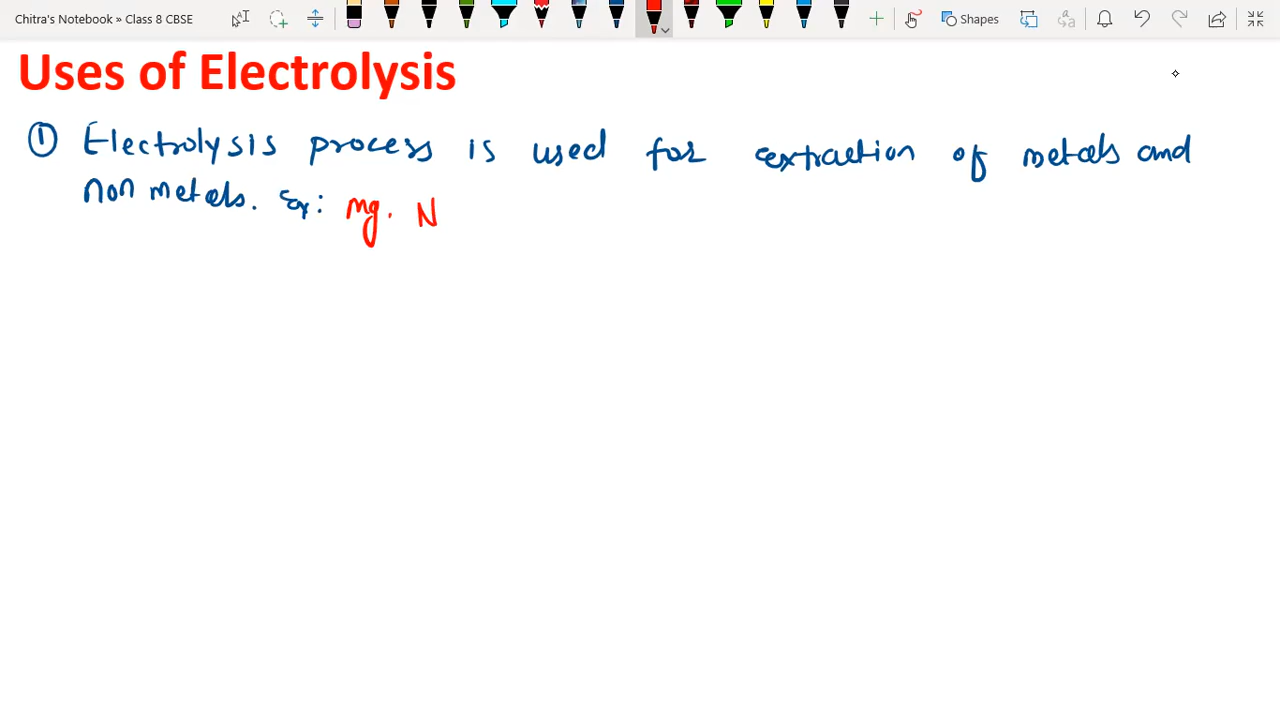 Chitra's Notebook » Class 8 CBSE
Shapes
Uses of Electrolysis
① Electrolysis process is used for extraction of metals and
non metals. Ex: Mg. N